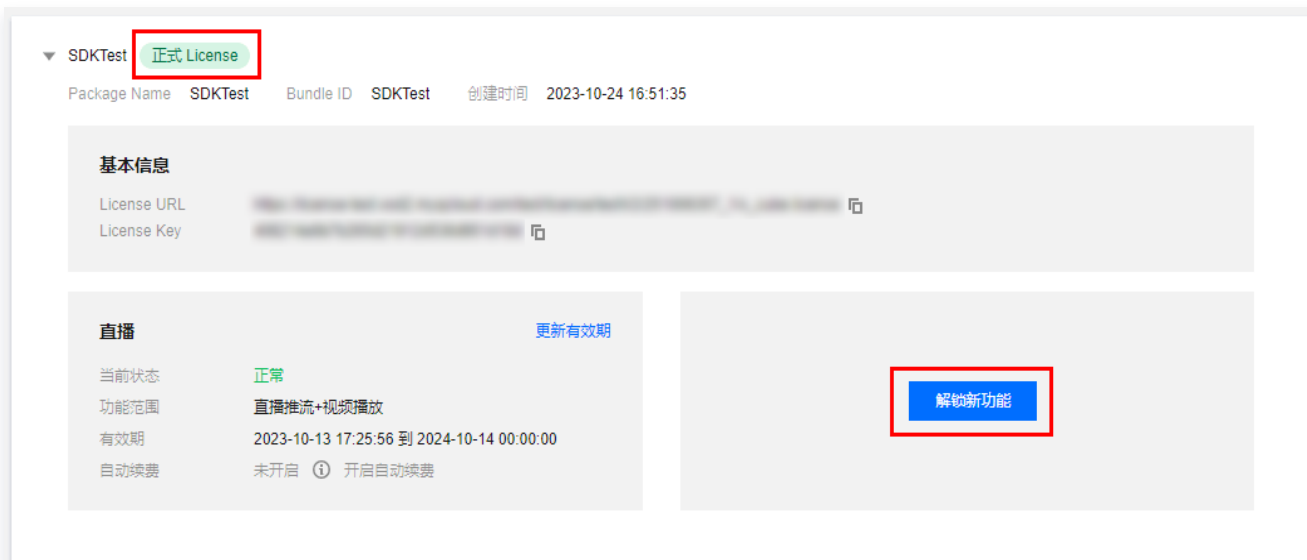 SDKTest 正式 License
Package Name SDKTest Bundle ID SDKTest 创建时间 2023-10-24 16:51:35
基本信息
License URL
License Key
直播 更新有效期
当前状态 正常
功能范围 直播推流+视频播放
有效期 2023-10-13 17:25:56 到 2024-10-14 00:00:00
自动续费 未开启 开启自动续费
解锁新功能